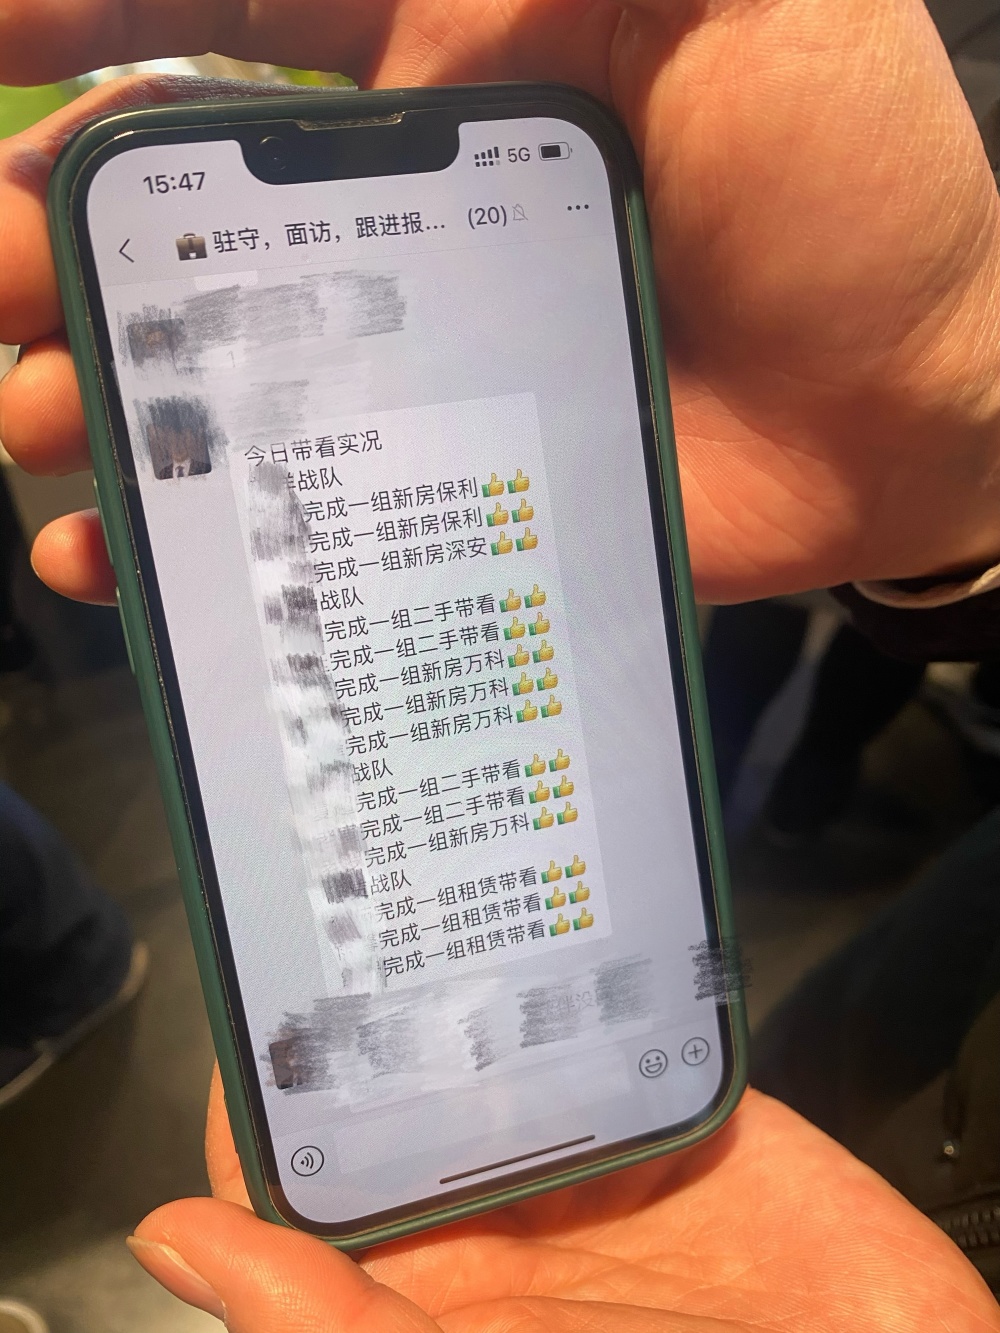 15:47
5G
驻守，面访，跟进报... (20)
今日带看实况
战队
完成一组新房保利👍👍
完成一组新房保利👍👍
完成一组新房深安👍👍
战队
完成一组二手带看👍👍
完成一组二手带看👍👍
完成一组新房万科👍👍
完成一组新房万科👍👍
完成一组新房万科👍👍
战队
完成一组二手带看👍👍
完成一组二手带看👍👍
完成一组新房万科👍👍
战队
完成一组租赁带看👍👍
完成一组租赁带看👍👍
完成一组租赁带看👍👍